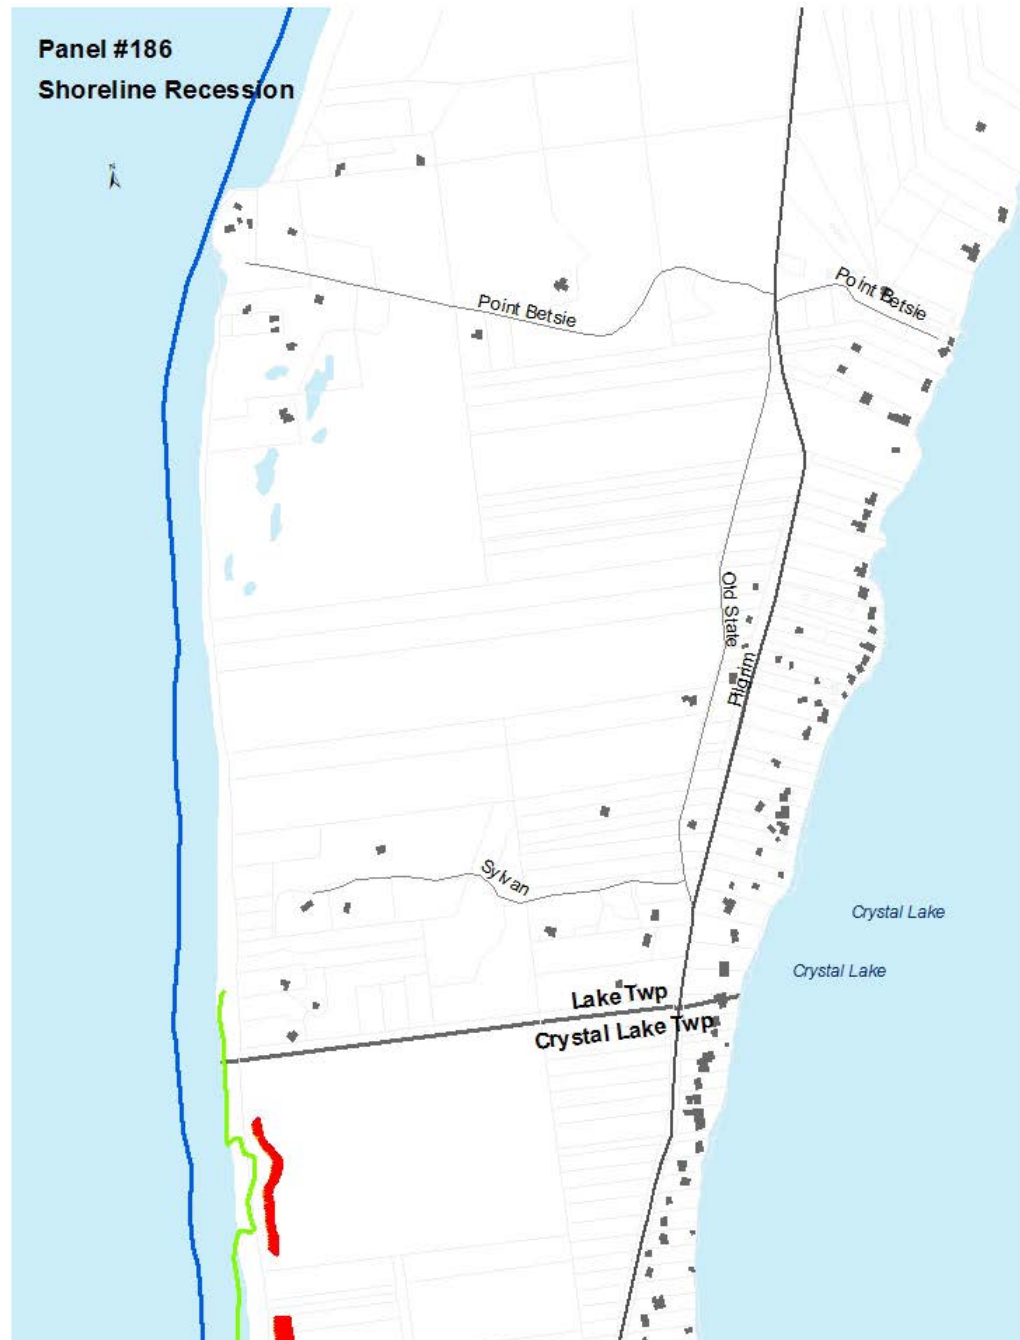 Panel #186
Shoreline Recession
N
Point Betsie
Point Betsie
Old State
Pilgrim
Sylvan
Crystal Lake
Crystal Lake
Lake Twp
Crystal Lake Twp